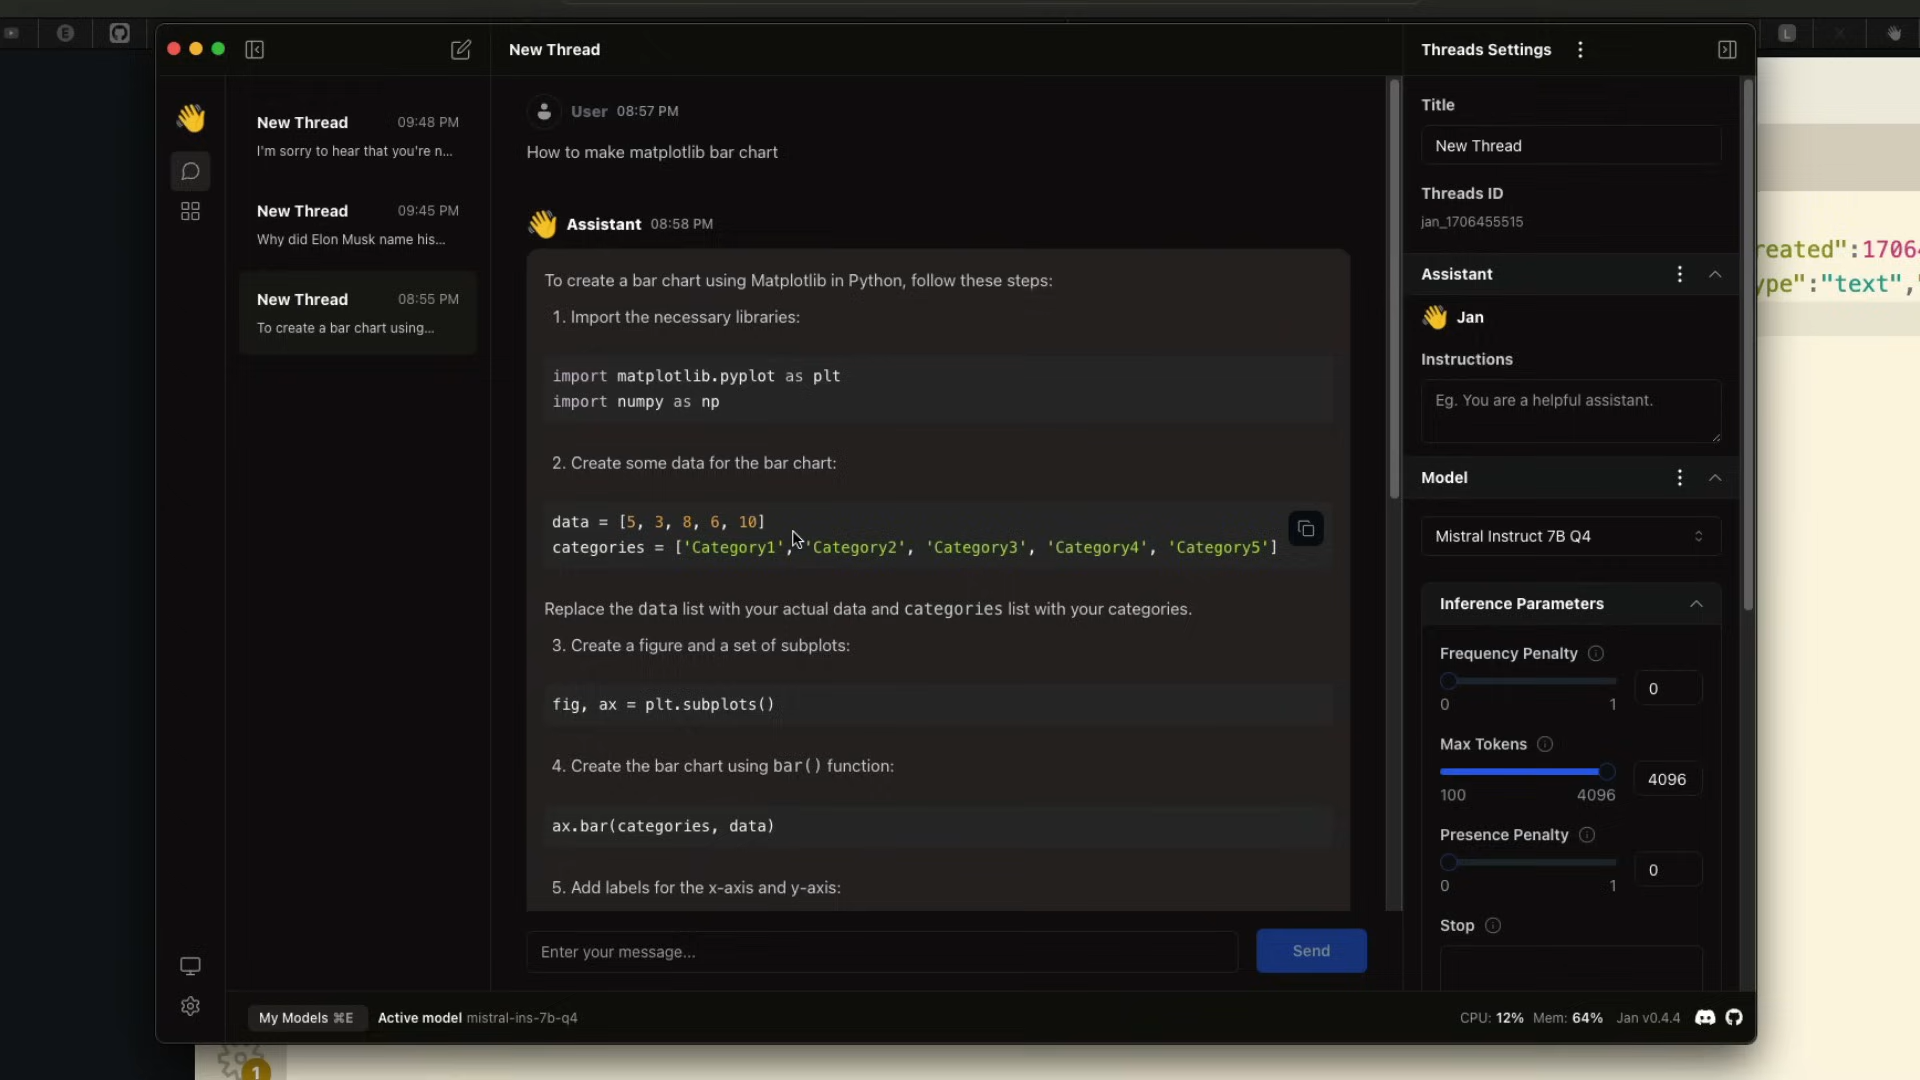 E
L
New Thread
Threads Settings
New Thread 09:48 PM
I'm sorry to hear that you're n...
New Thread 09:45 PM
Why did Elon Musk name his...
New Thread 08:55 PM
To create a bar chart using...
User 08:57 PM
How to make matplotlib bar chart
Assistant 08:58 PM
To create a bar chart using Matplotlib in Python, follow these steps:
1. Import the necessary libraries:
import matplotlib.pyplot as plt
import numpy as np
2. Create some data for the bar chart:
data = [5, 3, 8, 6, 10]
categories = ['Category1', 'Category2', 'Category3', 'Category4', 'Category5']
Replace the data list with your actual data and categories list with your categories.
3. Create a figure and a set of subplots:
fig, ax = plt.subplots()
4. Create the bar chart using bar() function:
ax.bar(categories, data)
5. Add labels for the x-axis and y-axis:
Enter your message...
Send
Title
New Thread
Threads ID
jan_1706455515
Assistant
Jan
Instructions
Eg. You are a helpful assistant.
Model
Mistral Instruct 7B Q4
Inference Parameters
Frequency Penalty
0
0 1
Max Tokens
4096
100 4096
Presence Penalty
0
0 1
Stop
My Models ⌘E Active model mistral-ins-7b-q4
CPU: 12% Mem: 64% Jan v0.4.4
reated":1706
ype":"text",
1